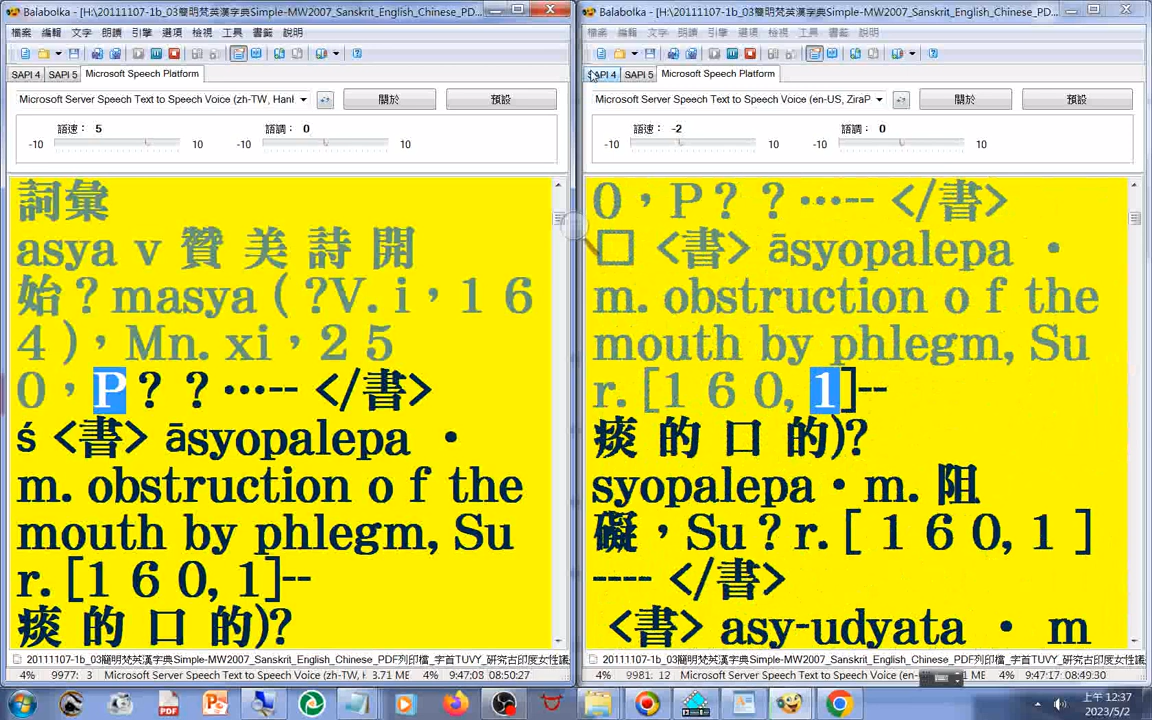 Balabolka - [H:\20111107-1b_03簡明梵英漢字典Simple-MW2007_Sanskrit_English_Chinese_PD...
檔案 編輯 文字 朗讀 引擎 選項 檢視 工具 書籤 說明
SAPI 4 SAPI 5 Microsoft Speech Platform
Microsoft Server Speech Text to Speech Voice (zh-TW, Hanl 關於 預設
語速： 5 語調： 0
-10 10 -10 10
詞彙
asya v 贊 美 詩 開
始？masya ( ?V. i，1 6
4 )，Mn. xi，2 5
0，P？？…-- </書>
ś <書> āsyopalepa •
m. obstruction o f the
mouth by phlegm, Su
r. [1 6 0, 1]--
痰 的 口 的)?
20111107-1b_03簡明梵英漢字典Simple-MW2007_Sanskrit_English_Chinese_PDF列印檔_字首TUVY_研究古印度女性議
4% 9977: 3 Microsoft Server Speech Text to Speech Voice (zh-TW, 3.71 ME 4% 9:47:08 08:50:27
Balabolka - [H:\20111107-1b_03簡明梵英漢字典Simple-MW2007_Sanskrit_English_Chinese_PD...
檔案 編輯 文字 朗讀 引擎 選項 檢視 工具 書籤 說明
SAPI 4 SAPI 5 Microsoft Speech Platform
Microsoft Server Speech Text to Speech Voice (en-US, ZiraP 關於 預設
語速： -2 語調： 0
-10 10 -10 10
0，P？？…-- </書>
口 <書> āsyopalepa •
m. obstruction o f the
mouth by phlegm, Su
r. [1 6 0, 1]--
痰 的 口 的)?
syopalepa • m. 阻
礙，Su？r. [ 1 6 0, 1 ]
---- </書>
<書> asy-udyata • m
20111107-1b_03簡明梵英漢字典Simple-MW2007_Sanskrit_English_Chinese_PDF列印檔_字首TUVY_研究古印度女性議
4% 9981: 12 Microsoft Server Speech Text to Speech Voice (en-US, ME 4% 9:47:17 08:49:30
上午 12:37
2023/5/2